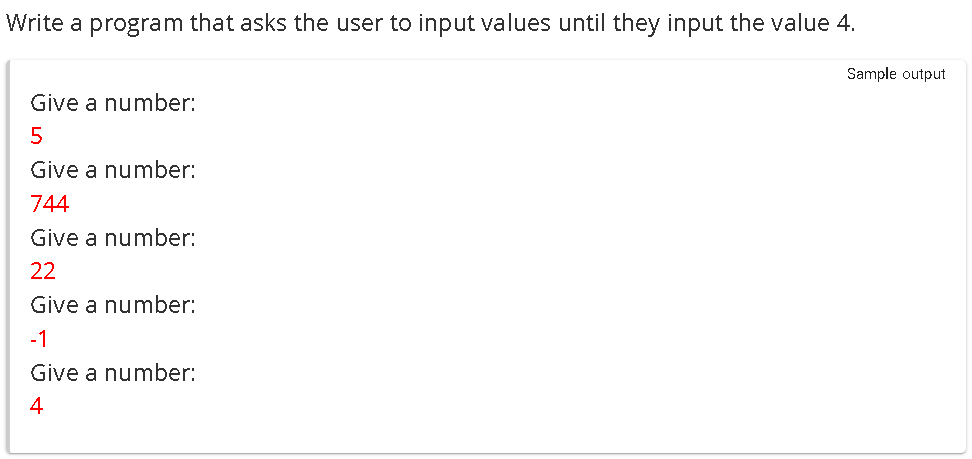 Write a program that asks the user to input values until they input the value 4.
Sample output
Give a number:
5
Give a number:
744
Give a number:
22
Give a number:
-1
Give a number:
4